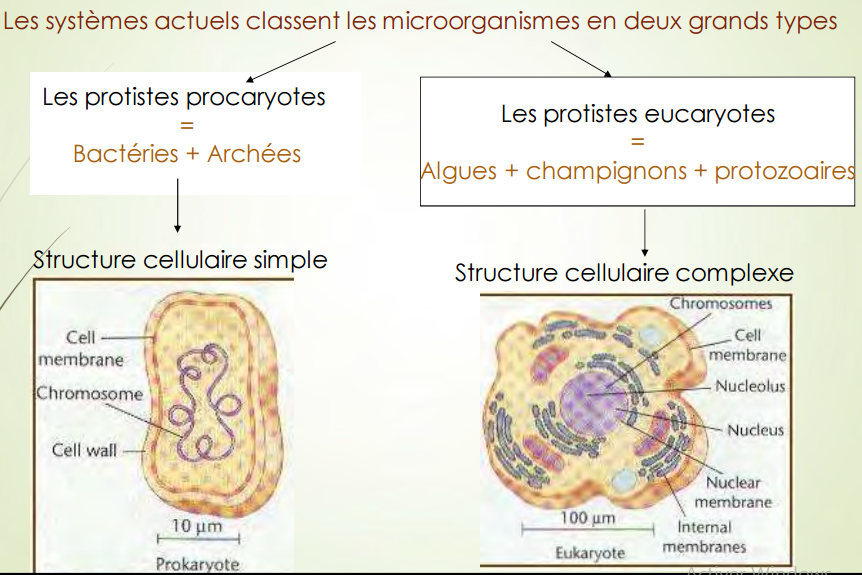 Les systèmes actuels classent les microorganismes en deux grands types
Les protistes procaryotes
=
Bactéries + Archées
Les protistes eucaryotes
=
Algues + champignons + protozoaires
Structure cellulaire simple
Structure cellulaire complexe
Cell
membrane
Chromosome
Cell wall
10 µm
Prokaryote
Chromosomes
Cell
membrane
Nucleolus
Nucleus
Nuclear
membrane
Internal
membranes
100 µm
Eukaryote